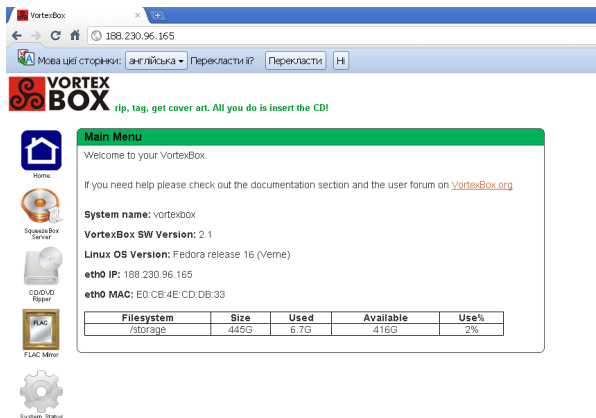 VortexBox
188.230.96.165
Мова цієї сторінки: англійська Перекласти її? Перекласти Ні
VORTEX
BOX rip, tag, get cover art. All you do is insert the CD!
Main Menu
Welcome to your VortexBox.
If you need help please check out the documentation section and the user forum on VortexBox.org
System name: vortexbox
VortexBox SW Version: 2.1
Linux OS Version: Fedora release 16 (Verne)
eth0 IP: 188.230.96.165
eth0 MAC: E0:CB:4E:CD:DB:33
Filesystem Size Used Available Use%
/storage 445G 6.7G 416G 2%
Home
SqueezeBox
Server
CD/DVD
Ripper
FLAC
FLAC Mirror
System Status